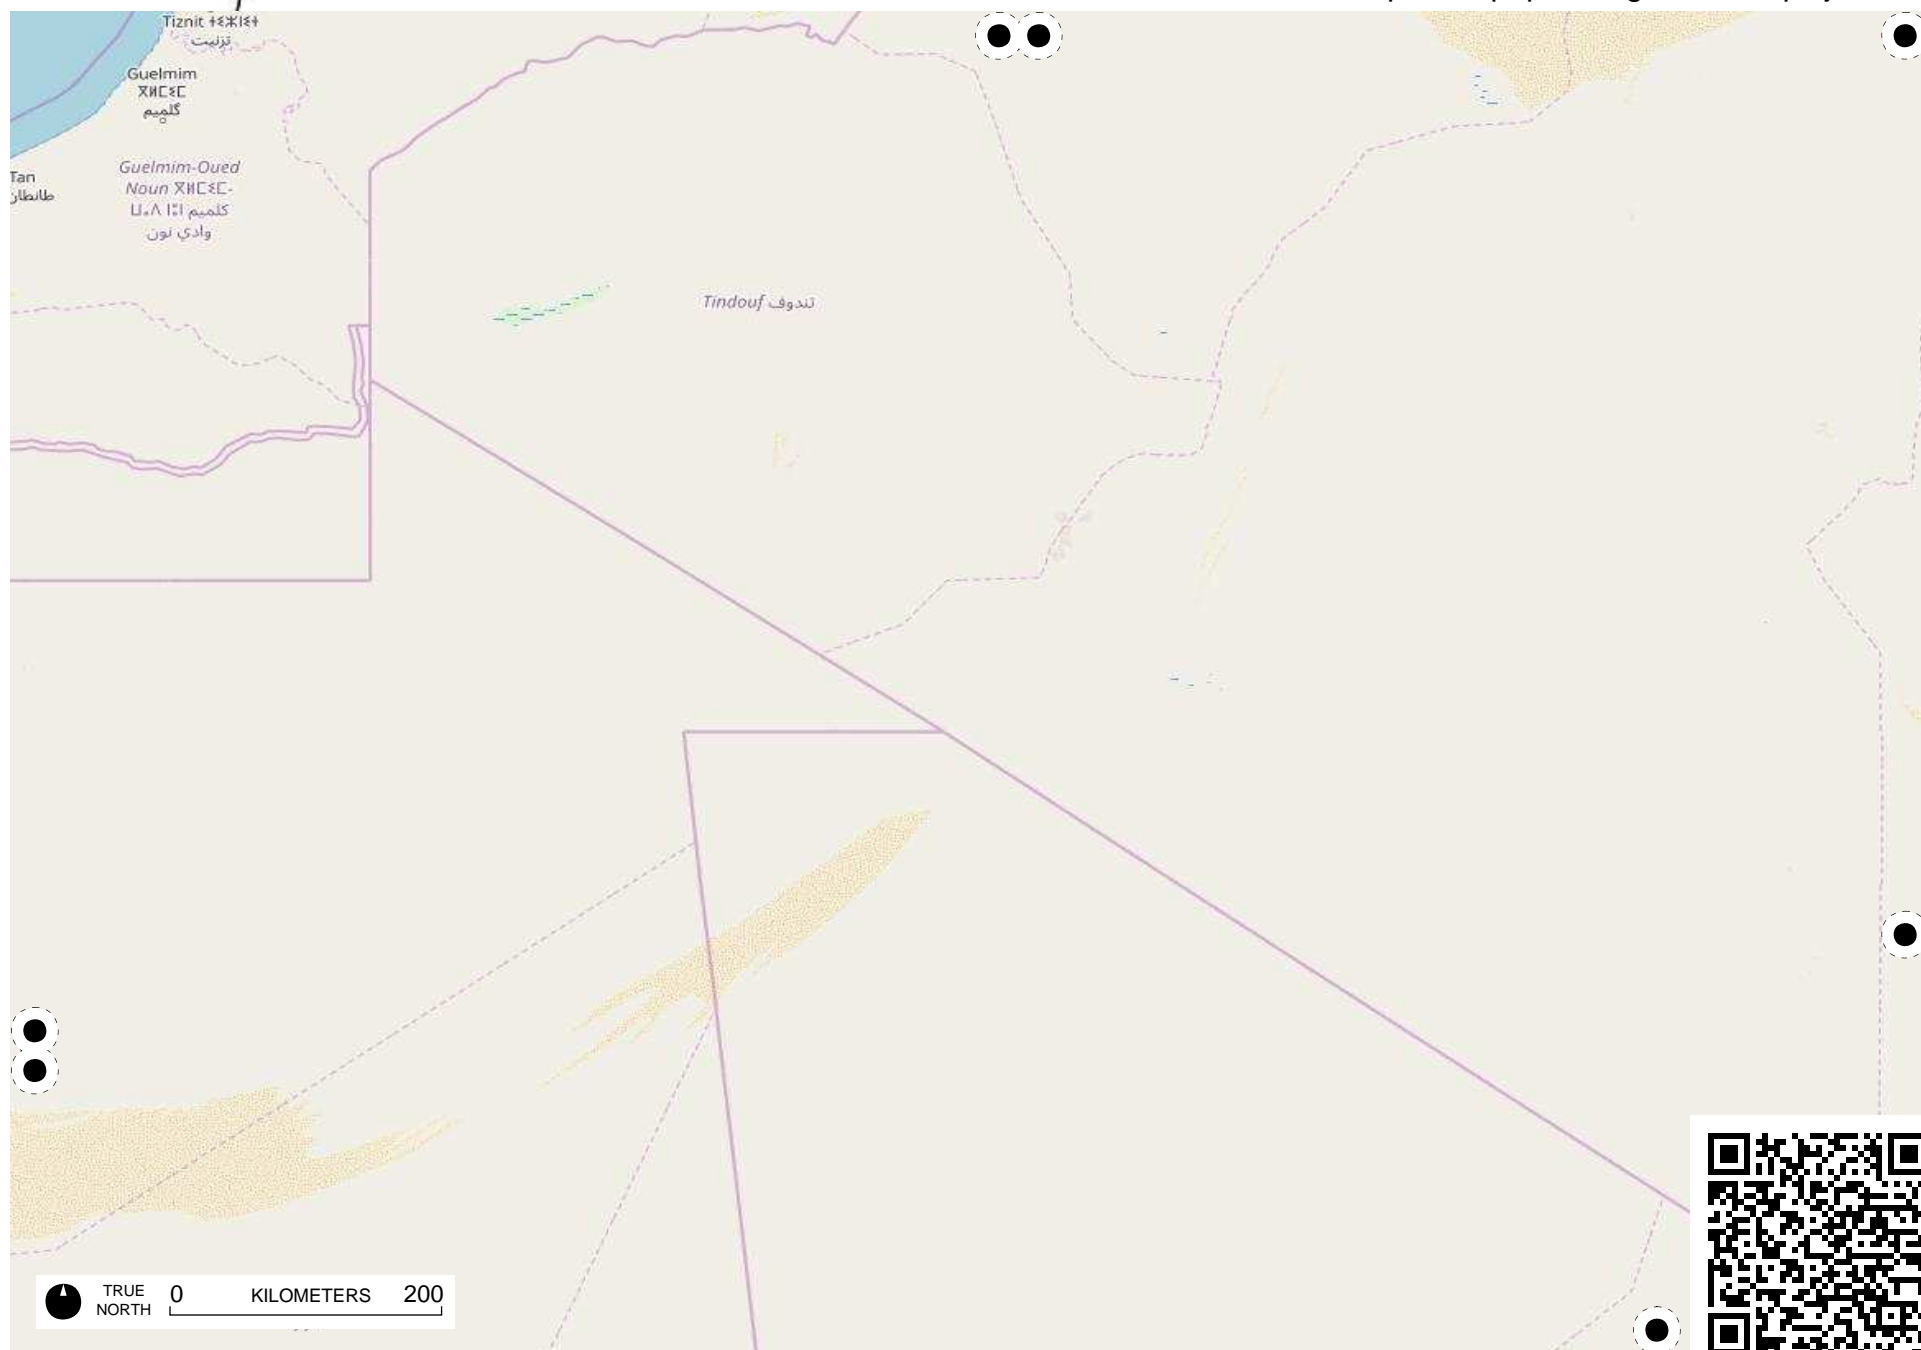 Tiznit ⵜⵉⵣⵏⵉⵜ
تزنيت
Guelmim
ⴳⵍⵎⵉⵎ
گلميم
Tan
طانطان
Guelmim-Oued
Noun ⴳⵍⵎⵉⵎ-
ⵡⴰⴷ ⵏⵓⵏ كلميم
وادي نون
Tindouf تندوف
TRUE
NORTH
0 KILOMETERS 200